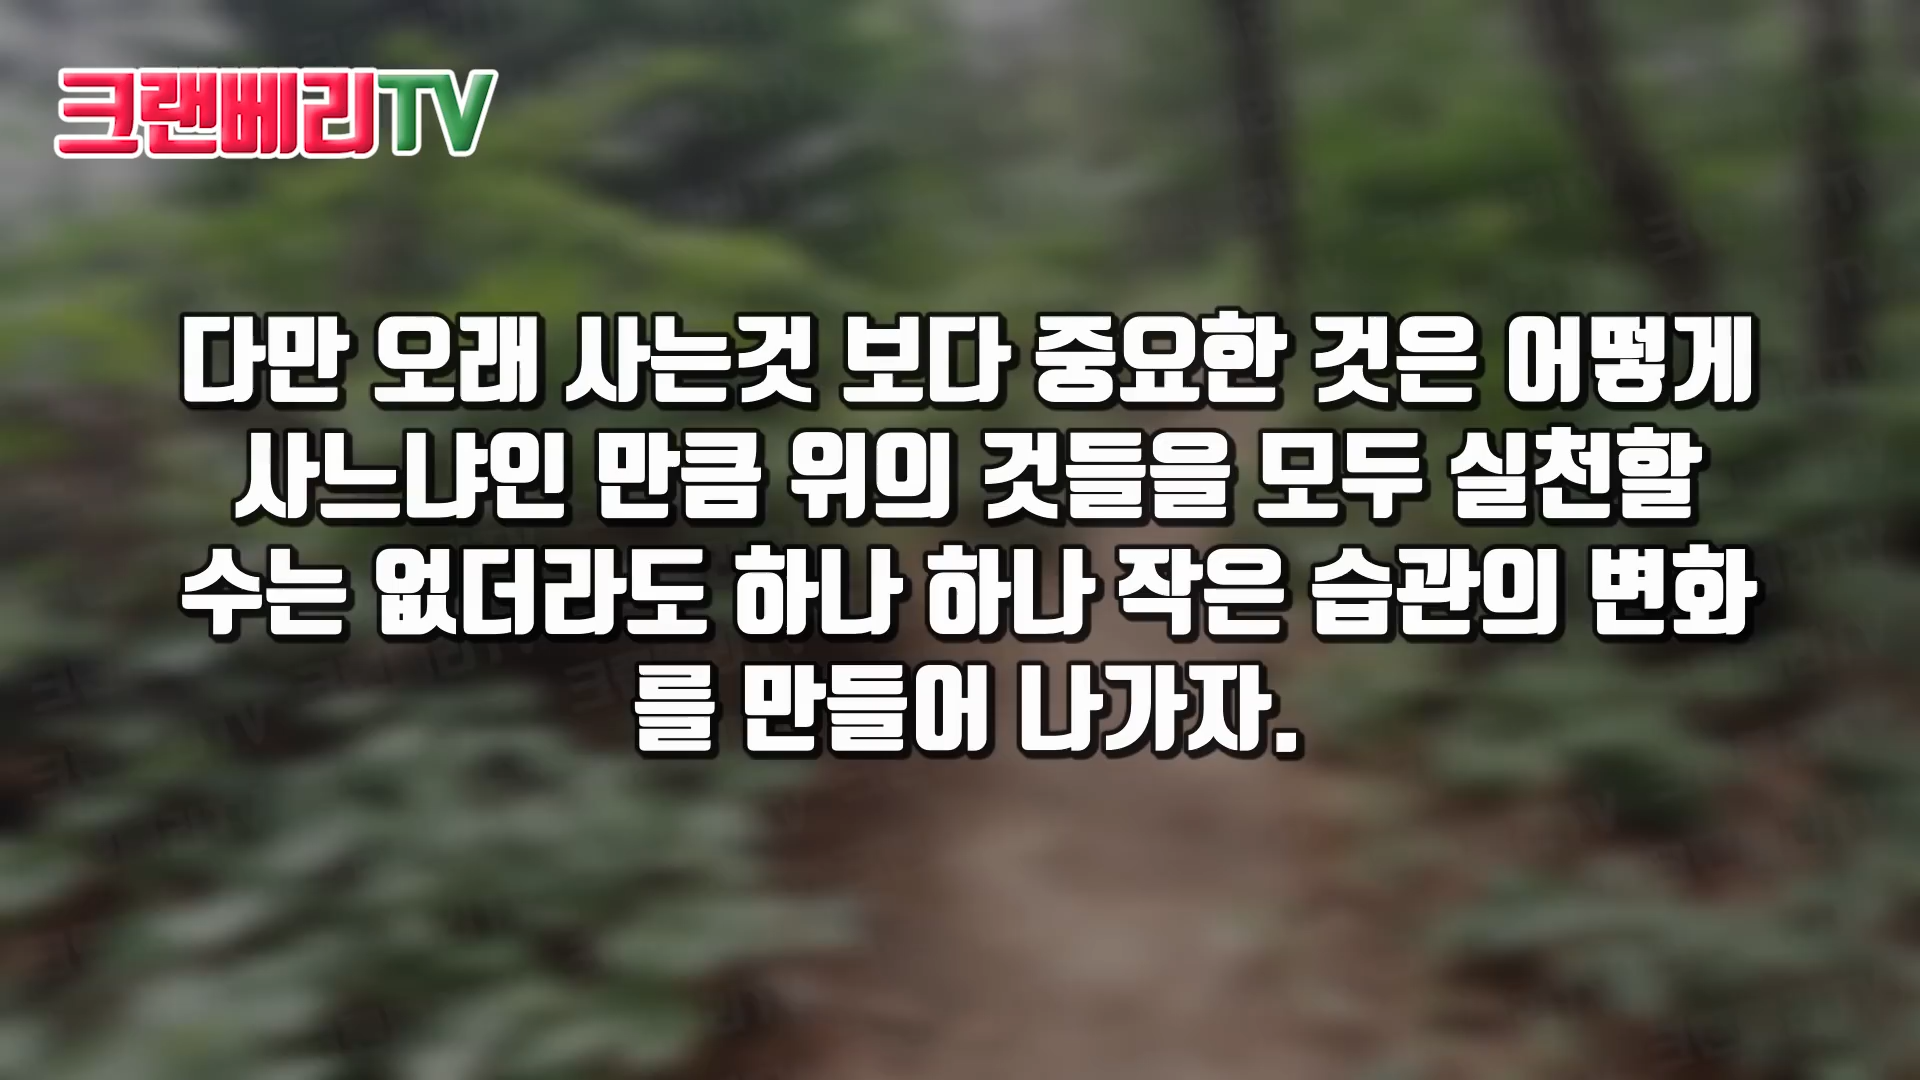 크랜베리TV
다만 오래 사는것 보다 중요한 것은 어떻게
사느냐인 만큼 위의 것들을 모두 실천할
수는 없더라도 하나 하나 작은 습관의 변화
를 만들어 나가자.